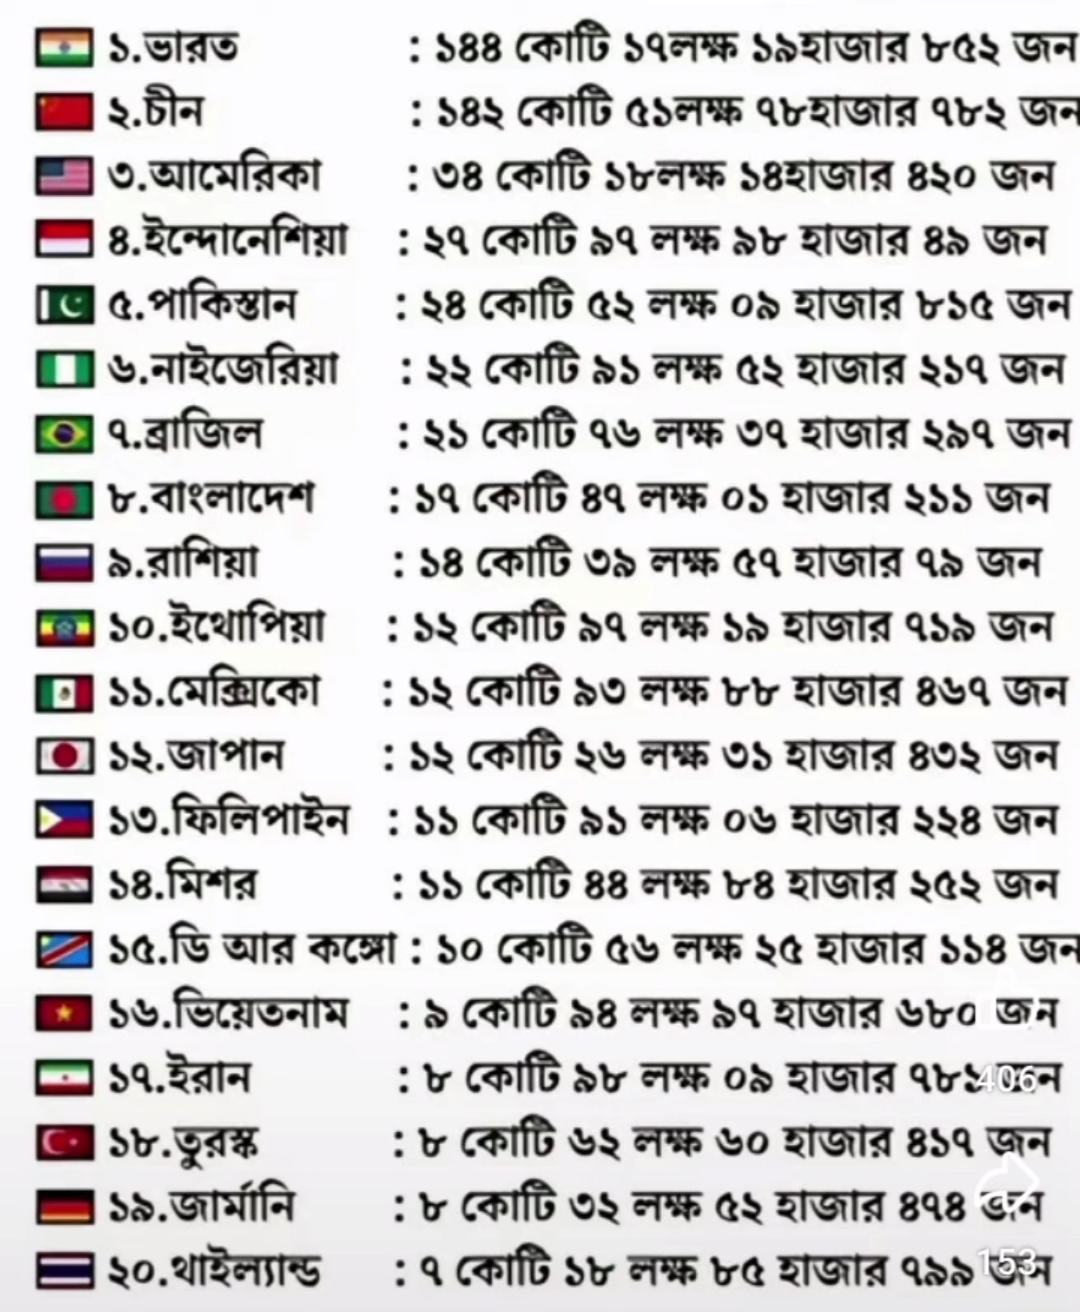 ১.ভারত : ১৪৪ কোটি ১৭লক্ষ ১৯হাজার ৮৫২ জন
২.চীন : ১৪২ কোটি ৫১লক্ষ ৭৮হাজার ৭৮২ জন
৩.আমেরিকা : ৩৪ কোটি ১৮লক্ষ ১৪হাজার ৪২০ জন
৪.ইন্দোনেশিয়া : ২৭ কোটি ৯৭ লক্ষ ৯৮ হাজার ৪৯ জন
৫.পাকিস্তান : ২৪ কোটি ৫২ লক্ষ ০৯ হাজার ৮১৫ জন
৬.নাইজেরিয়া : ২২ কোটি ৯১ লক্ষ ৫২ হাজার ২১৭ জন
৭.ব্রাজিল : ২১ কোটি ৭৬ লক্ষ ৩৭ হাজার ২৯৭ জন
৮.বাংলাদেশ : ১৭ কোটি ৪৭ লক্ষ ০১ হাজার ২১১ জন
৯.রাশিয়া : ১৪ কোটি ৩৯ লক্ষ ৫৭ হাজার ৭৯ জন
১০.ইথোপিয়া : ১২ কোটি ৯৭ লক্ষ ১৯ হাজার ৭১৯ জন
১১.মেক্সিকো : ১২ কোটি ৯৩ লক্ষ ৮৮ হাজার ৪৬৭ জন
১২.জাপান : ১২ কোটি ২৬ লক্ষ ৩১ হাজার ৪৩২ জন
১৩.ফিলিপাইন : ১১ কোটি ৯১ লক্ষ ০৬ হাজার ২২৪ জন
১৪.মিশর : ১১ কোটি ৪৪ লক্ষ ৮৪ হাজার ২৫২ জন
১৫.ডি আর কঙ্গো : ১০ কোটি ৫৬ লক্ষ ২৫ হাজার ১১৪ জন
১৬.ভিয়েতনাম : ৯ কোটি ৯৪ লক্ষ ৯৭ হাজার ৬৮০ জন
১৭.ইরান : ৮ কোটি ৯৮ লক্ষ ০৯ হাজার জন
406
১৮.তুরস্ক : ৮ কোটি ৬২ লক্ষ ৬০ হাজার ৪১৭ জন
১৯.জার্মানি : ৮ কোটি ৩২ লক্ষ ৫২ হাজার ৪৭৪ জন
২০.থাইল্যান্ড : ৭ কোটি ১৮ লক্ষ ৮৫ হাজার ৭৯৯ জন
153